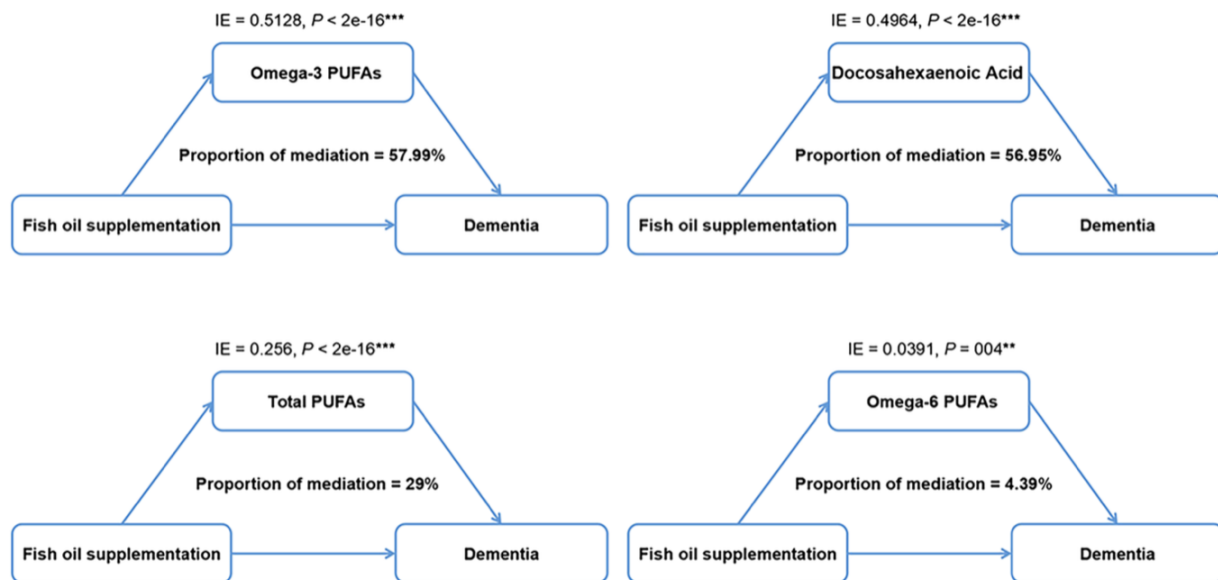 IE = 0.5128, P < 2e-16***
Omega-3 PUFAs
Proportion of mediation = 57.99%
Fish oil supplementation
Dementia
IE = 0.4964, P < 2e-16***
Docosahexaenoic Acid
Proportion of mediation = 56.95%
Fish oil supplementation
Dementia
IE = 0.256, P < 2e-16***
Total PUFAs
Proportion of mediation = 29%
Fish oil supplementation
Dementia
IE = 0.0391, P = 004**
Omega-6 PUFAs
Proportion of mediation = 4.39%
Fish oil supplementation
Dementia